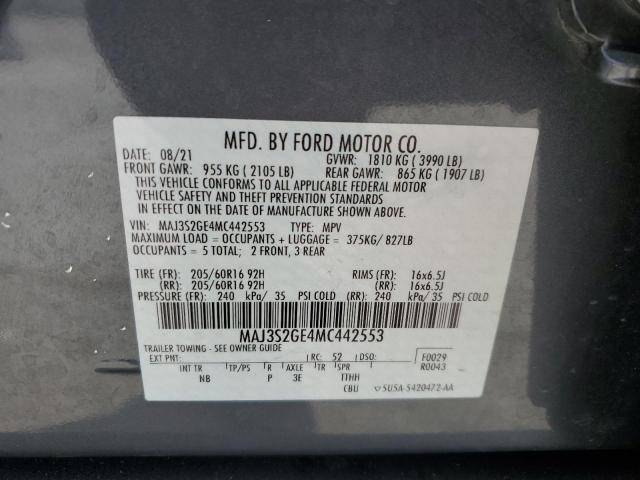 MFD. BY FORD MOTOR CO.
DATE: 08/21 GVWR: 1810 KG ( 3990 LB)
FRONT GAWR: 955 KG ( 2105 LB) REAR GAWR: 865 KG ( 1907 LB)
THIS VEHICLE CONFORMS TO ALL APPLICABLE FEDERAL MOTOR
VEHICLE SAFETY AND THEFT PREVENTION STANDARDS
IN EFFECT ON THE DATE OF MANUFACTURE SHOWN ABOVE.
VIN: MAJ3S2GE4MC442553 TYPE: MPV
MAXIMUM LOAD = OCCUPANTS + LUGGAGE = 375KG/ 827LB
OCCUPANTS = 5 TOTAL; 2 FRONT, 3 REAR
TIRE (FR): 205/60R16 92H RIMS (FR): 16x6.5J
(RR): 205/60R16 92H (RR): 16x6.5J
PRESSURE (FR): 240 kPa/ 35 PSI COLD (RR): 240 kPa/ 35 PSI COLD
MAJ3S2GE4MC442553
TRAILER TOWING - SEE OWNER GUIDE
EXT PNT: RC: 52 DSO: F0029
INT TR TP/PS R AXLE TR SPR R0043
NB P 3E ITHH
CBU 5U5A-5420472-AA